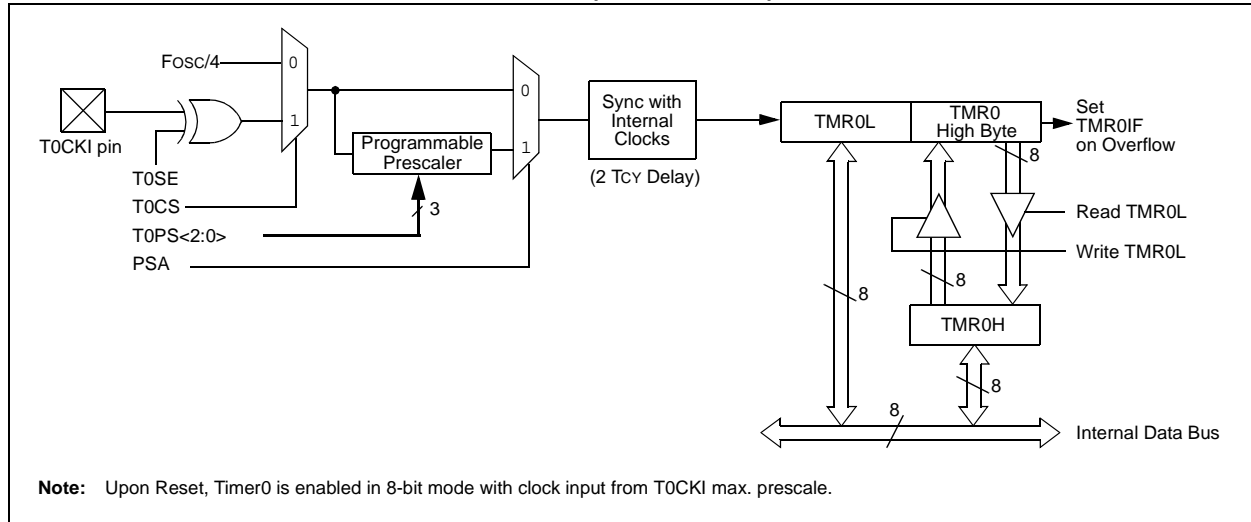 FOSC/4
0
1
T0CKI pin
T0SE
T0CS
T0PS<2:0>
PSA
Programmable
Prescaler
3
0
1
Sync with
Internal
Clocks
(2 TCY Delay)
TMR0L
TMR0
High Byte
Set
TMR0IF
on Overflow
8
Read TMR0L
Write TMR0L
8
8
TMR0H
8
8
Internal Data Bus
Note: Upon Reset, Timer0 is enabled in 8-bit mode with clock input from T0CKI max. prescale.